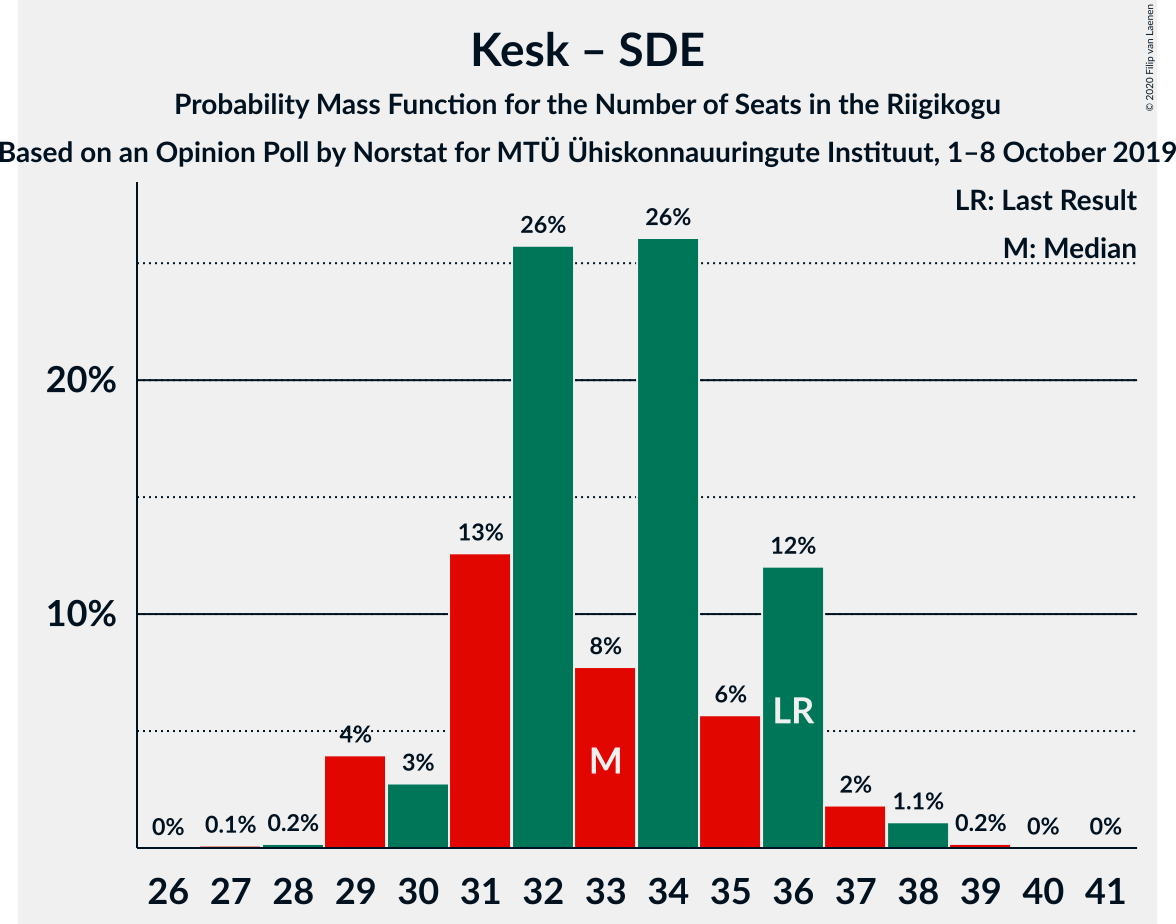 Kesk – SDE
Probability Mass Function for the Number of Seats in the Riigikogu
Based on an Opinion Poll by Norstat for MTÜ Ühiskonnauuringute Instituut, 1–8 October 2019
© 2020 Filip van Laenen
LR: Last Result
M: Median
26%
26%
20%
13%
12%
10%
8%
6%
LR
4%
M
3%
2%
1.1%
0% 0.1% 0.2% 0.2% 0% 0%
26 27 28 29 30 31 32 33 34 35 36 37 38 39 40 41